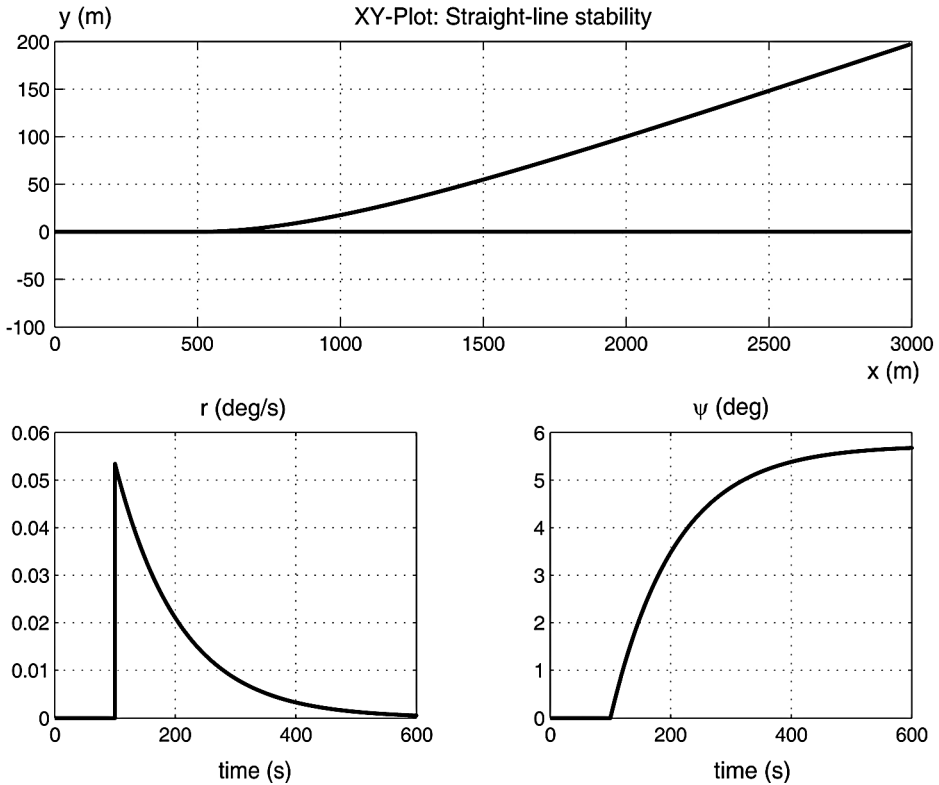 y (m) XY-Plot: Straight-line stability
200
150
100
50
0
-50
-100
0 500 1000 1500 2000 2500 3000
x (m)
r (deg/s)
0.06
0.05
0.04
0.03
0.02
0.01
0
0 200 400 600
time (s)
ψ (deg)
6
5
4
3
2
1
0
0 200 400 600
time (s)